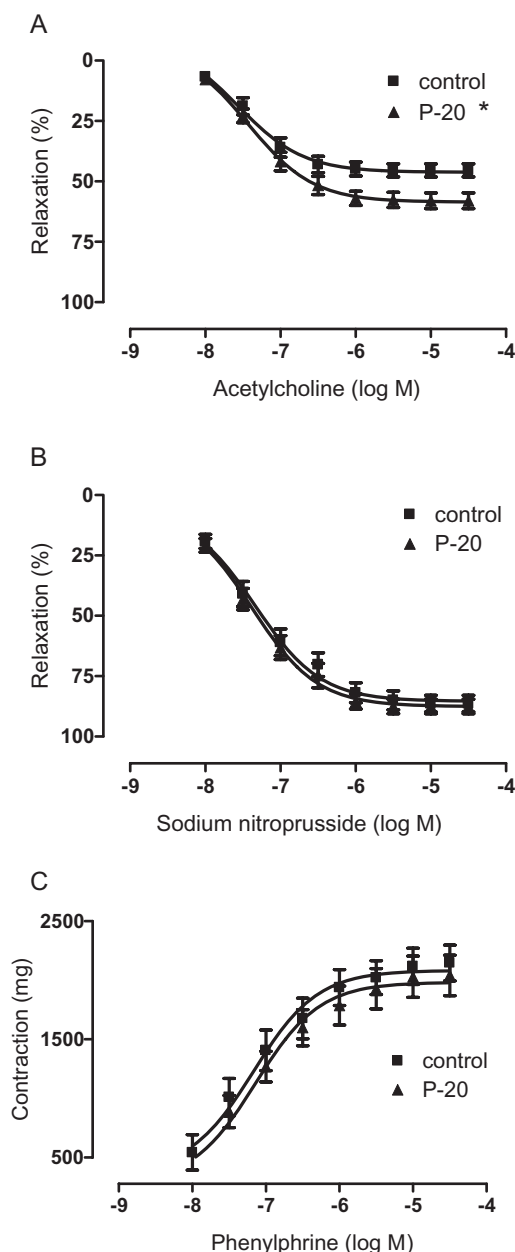 A
0
25
50
75
100
Relaxation (%)
control
P-20 *
-9 -8 -7 -6 -5 -4
Acetylcholine (log M)
B
0
25
50
75
100
Relaxation (%)
control
P-20
-9 -8 -7 -6 -5 -4
Sodium nitroprusside (log M)
C
2500
1500
500
Contraction (mg)
control
P-20
-9 -8 -7 -6 -5 -4
Phenylphrine (log M)